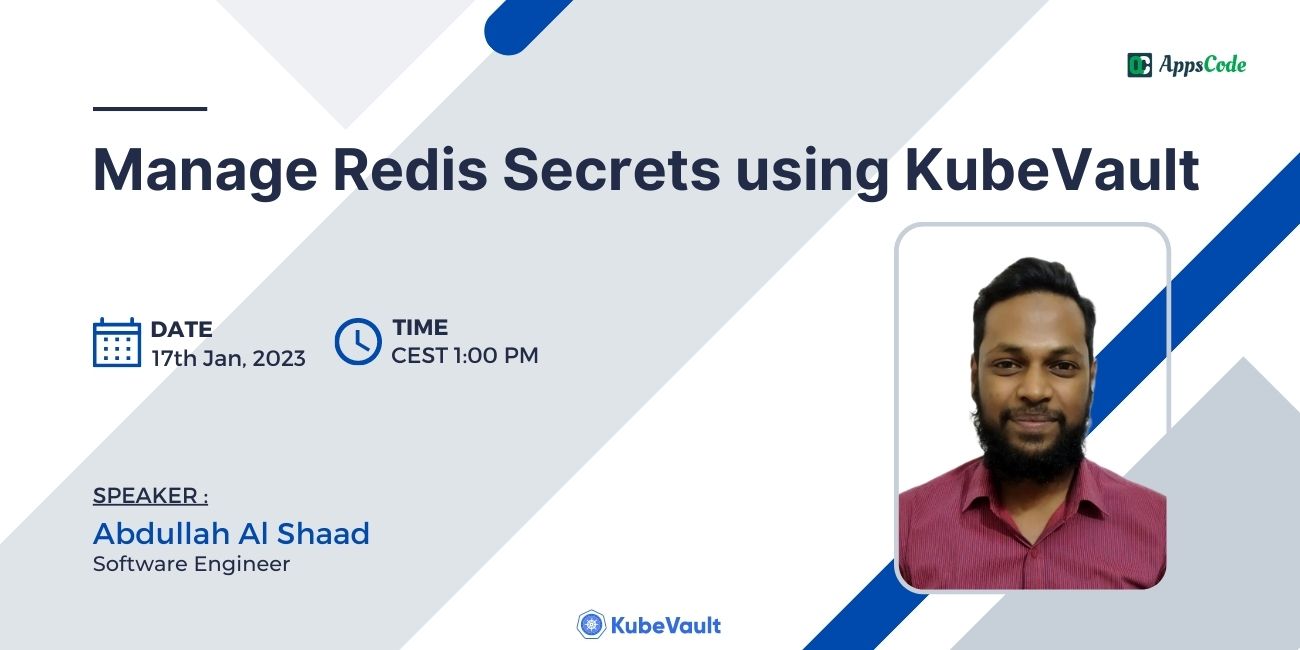 AppsCode
Manage Redis Secrets using KubeVault
DATE
17th Jan, 2023
TIME
CEST 1:00 PM
SPEAKER :
Abdullah Al Shaad
Software Engineer
KubeVault